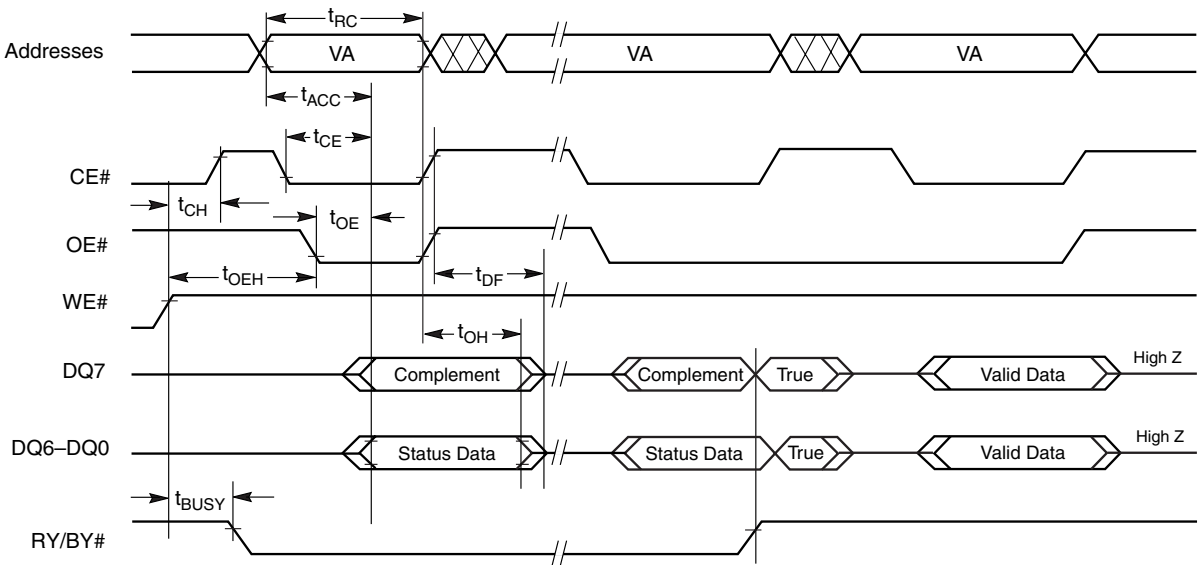 tRC
Addresses VA VA VA
tACC
tCE
CE#
tCH tOE
OE#
tOEH tDF
WE#
tOH
DQ7 Complement Complement True Valid Data High Z
DQ6–DQ0 Status Data Status Data True Valid Data High Z
tBUSY
RY/BY#